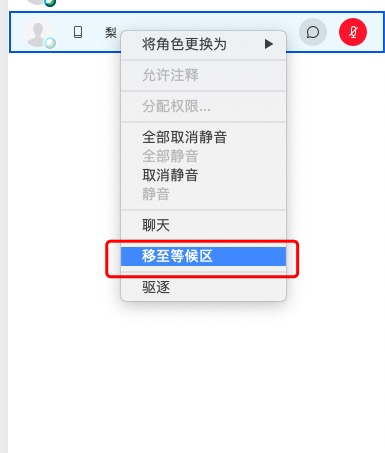 梨
将角色更换为
允许注释
分配权限...
全部取消静音
全部静音
取消静音
静音
聊天
移至等候区
驱逐